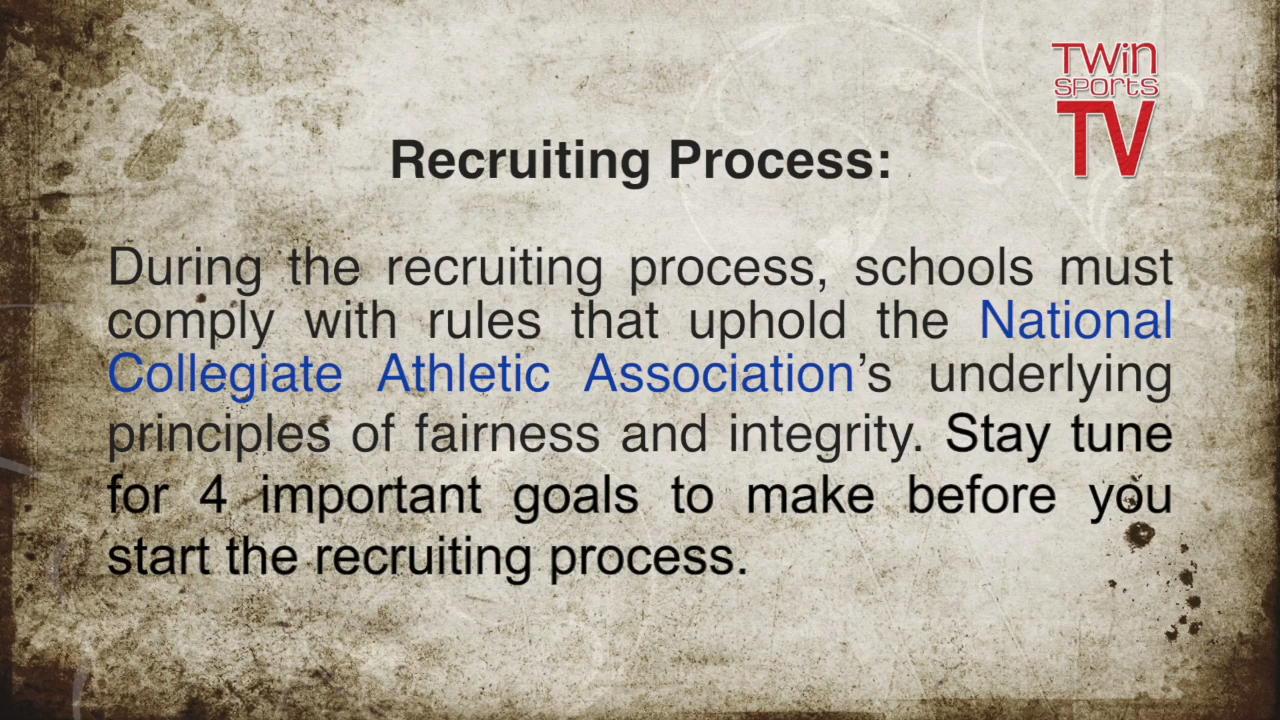 TWiN
SPORTS
TV
Recruiting Process:
During the recruiting process, schools must
comply with rules that uphold the National
Collegiate Athletic Association’s underlying
principles of fairness and integrity. Stay tune
for 4 important goals to make before you
start the recruiting process.